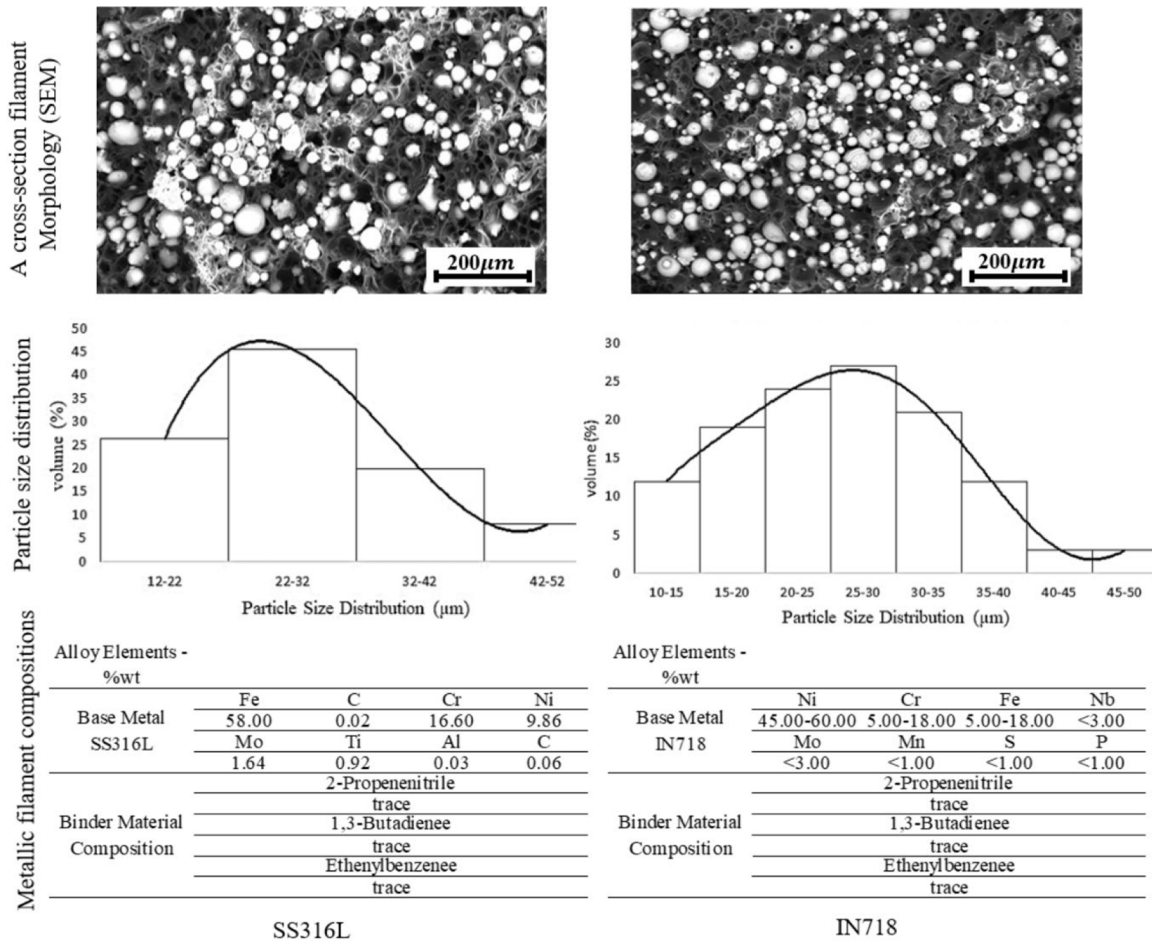 A cross-section filament
Morphology (SEM)
200μm
200μm
Particle size distribution
volume (%)
50
45
40
35
30
25
20
15
10
5
0
12-22 22-32 32-42 42-52
Particle Size Distribution (μm)
volume (%)
30
25
20
15
10
5
0
10-15 15-20 20-25 25-30 30-35 35-40 40-45 45-50
Particle Size Distribution (μm)
Metallic filament compositions
Alloy Elements -
%wt
Fe C Cr Ni
Base Metal 58.00 0.02 16.60 9.86
SS316L Mo Ti Al C
1.64 0.92 0.03 0.06
2-Propenenitrile
trace
Binder Material 1,3-Butadienee
Composition trace
Ethenylbenzenee
trace
SS316L
Alloy Elements -
%wt
Ni Cr Fe Nb
Base Metal 45.00-60.00 5.00-18.00 5.00-18.00 <3.00
IN718 Mo Mn S P
<3.00 <1.00 <1.00 <1.00
2-Propenenitrile
trace
Binder Material 1,3-Butadienee
Composition trace
Ethenylbenzenee
trace
IN718